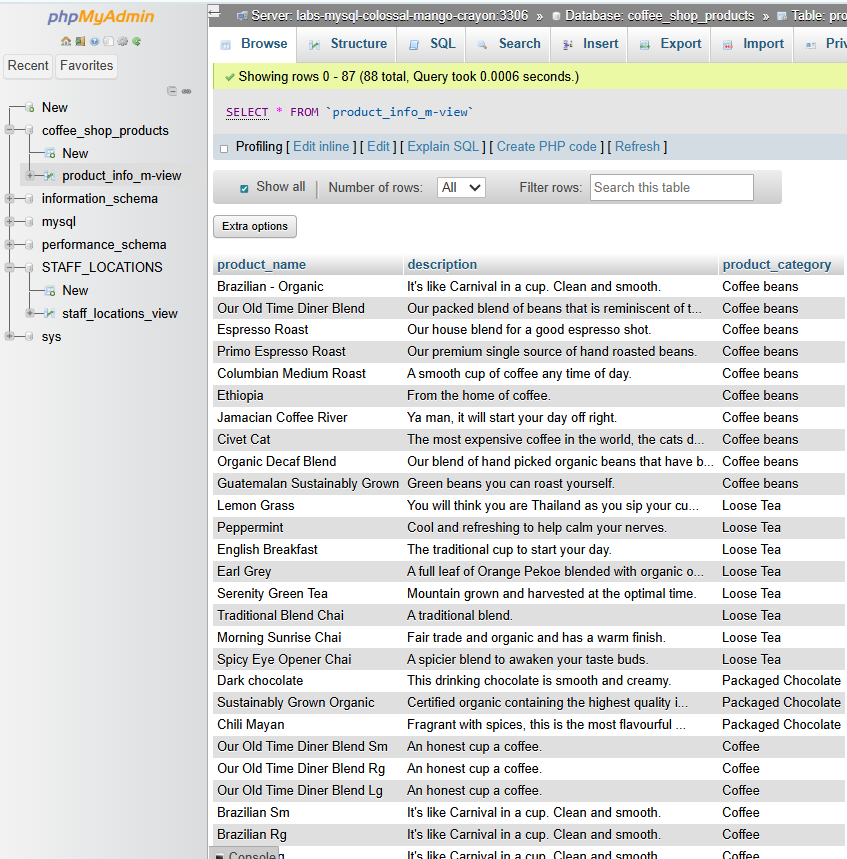 phpMyAdmin
Recent Favorites
New
coffee_shop_products
New
product_info_m-view
information_schema
mysql
performance_schema
STAFF_LOCATIONS
New
staff_locations_view
sys
Server: labs-mysql-colossal-mango-crayon:3306 » Database: coffee_shop_products » Table: pro
Browse Structure SQL Search Insert Export Import Priv
Showing rows 0 - 87 (88 total, Query took 0.0006 seconds.)
SELECT * FROM `product_info_m-view`
Profiling [ Edit inline ] [ Edit ] [ Explain SQL ] [ Create PHP code ] [ Refresh ]
Show all | Number of rows: All Filter rows: Search this table
Extra options
product_name description product_category
Brazilian - Organic It's like Carnival in a cup. Clean and smooth. Coffee beans
Our Old Time Diner Blend Our packed blend of beans that is reminiscent of t... Coffee beans
Espresso Roast Our house blend for a good espresso shot. Coffee beans
Primo Espresso Roast Our premium single source of hand roasted beans. Coffee beans
Columbian Medium Roast A smooth cup of coffee any time of day. Coffee beans
Ethiopia From the home of coffee. Coffee beans
Jamacian Coffee River Ya man, it will start your day off right. Coffee beans
Civet Cat The most expensive coffee in the world, the cats d... Coffee beans
Organic Decaf Blend Our blend of hand picked organic beans that have b... Coffee beans
Guatemalan Sustainably Grown Green beans you can roast yourself. Coffee beans
Lemon Grass You will think you are Thailand as you sip your cu... Loose Tea
Peppermint Cool and refreshing to help calm your nerves. Loose Tea
English Breakfast The traditional cup to start your day. Loose Tea
Earl Grey A full leaf of Orange Pekoe blended with organic o... Loose Tea
Serenity Green Tea Mountain grown and harvested at the optimal time. Loose Tea
Traditional Blend Chai A traditional blend. Loose Tea
Morning Sunrise Chai Fair trade and organic and has a warm finish. Loose Tea
Spicy Eye Opener Chai A spicier blend to awaken your taste buds. Loose Tea
Dark chocolate This drinking chocolate is smooth and creamy. Packaged Chocolate
Sustainably Grown Organic Certified organic containing the highest quality i... Packaged Chocolate
Chili Mayan Fragrant with spices, this is the most flavourful ... Packaged Chocolate
Our Old Time Diner Blend Sm An honest cup a coffee. Coffee
Our Old Time Diner Blend Rg An honest cup a coffee. Coffee
Our Old Time Diner Blend Lg An honest cup a coffee. Coffee
Brazilian Sm It's like Carnival in a cup. Clean and smooth. Coffee
Brazilian Rg It's like Carnival in a cup. Clean and smooth. Coffee
Console It's like Carnival in a cup. Clean and smooth. Coffee